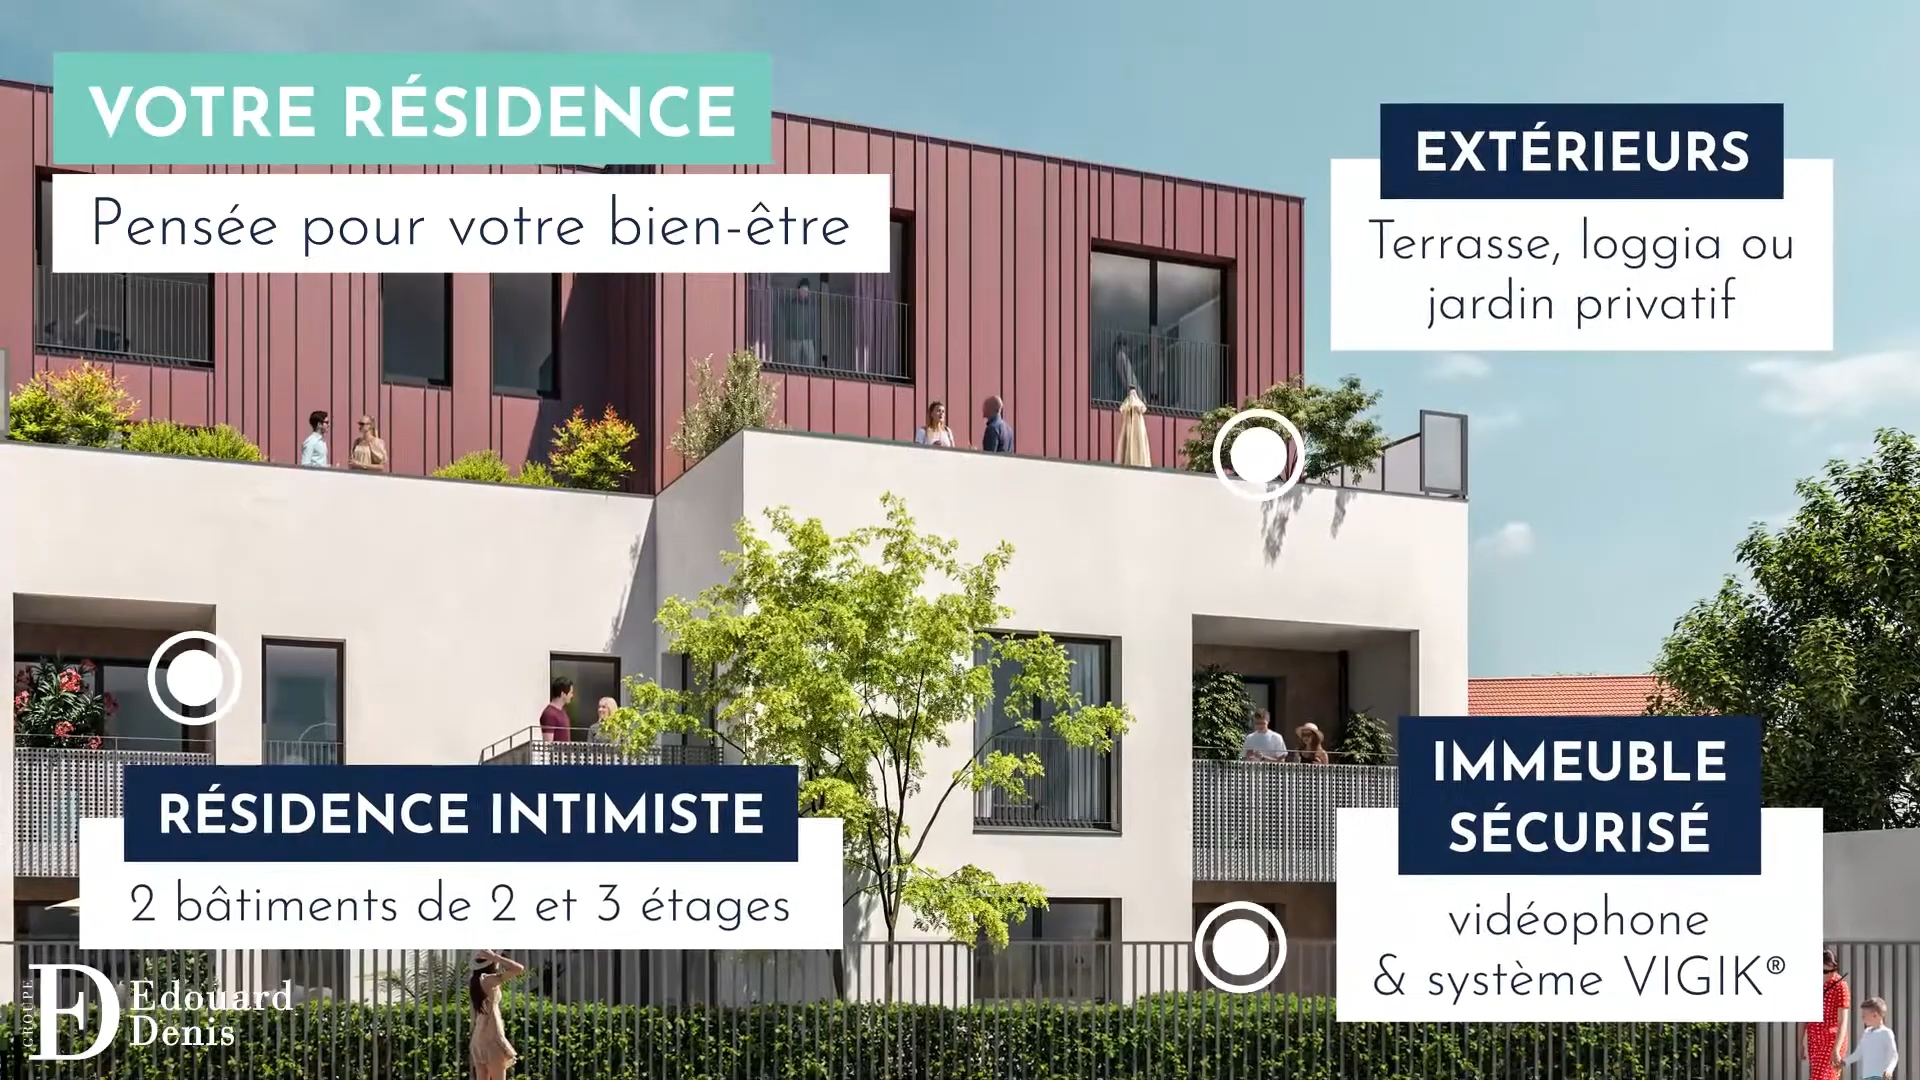 VOTRE RÉSIDENCE
Pensée pour votre bien-être
EXTÉRIEURS
Terrasse, loggia ou
jardin privatif
RÉSIDENCE INTIMISTE
2 bâtiments de 2 et 3 étages
IMMEUBLE
SÉCURISÉ
vidéophone
& système VIGIK®
GROUPE
ED
Edouard
Denis